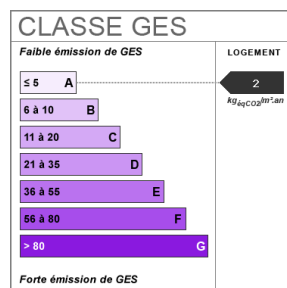 CLASSE GES
Faible émission de GES
LOGEMENT
≤ 5 A
2
kgéqCO2/m².an
6 à 10 B
11 à 20 C
21 à 35 D
36 à 55 E
56 à 80 F
> 80 G
Forte émission de GES